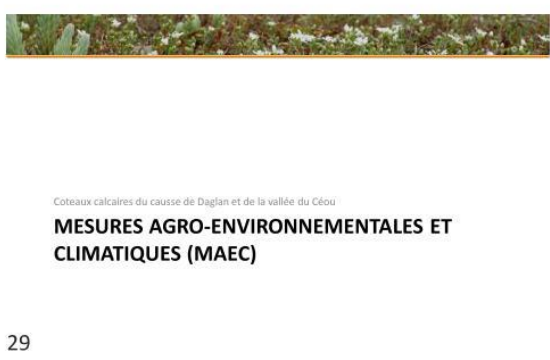 Coteaux calcaires du causse de Daglan et de la vallée du Céou
MESURES AGRO-ENVIRONNEMENTALES ET
CLIMATIQUES (MAEC)
29